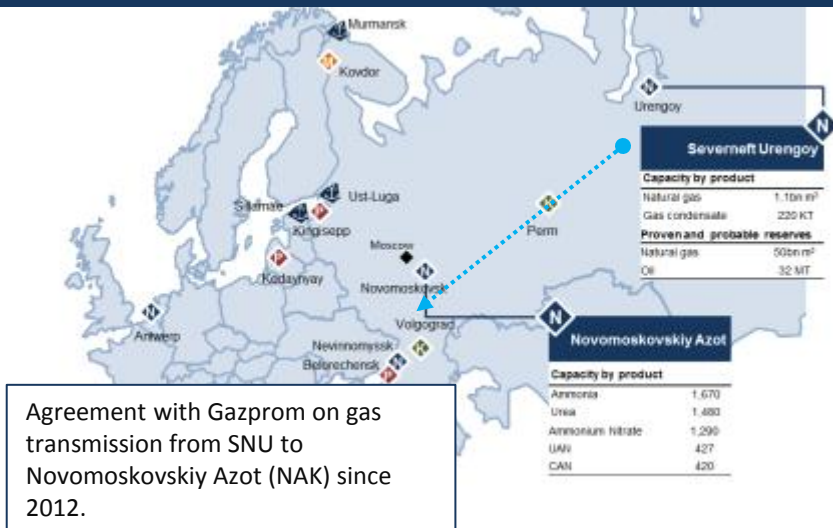 Murmansk
M
Kovdor
N
Urengoy
N
Severneft Urengoy
Capacity by product
Natural gas 1.1bn m³
Gas condensate 220 KT
Proven and probable reserves
Natural gas 50bn m³
Oil 32 MT
Ust-Luga
Sillamae
P
Kingisepp
K
Perm
Moscow
P
Kedaynyay
N
Novomoskovsk
N
Antwerp
Volgograd
K
Nevinnomyssk
N
Belorechensk
P
N
Novomoskovskiy Azot
Capacity by product
Ammonia 1,670
Urea 1,480
Ammonium Nitrate 1,290
UAN 427
CAN 420
Agreement with Gazprom on gas
transmission from SNU to
Novomoskovskiy Azot (NAK) since
2012.